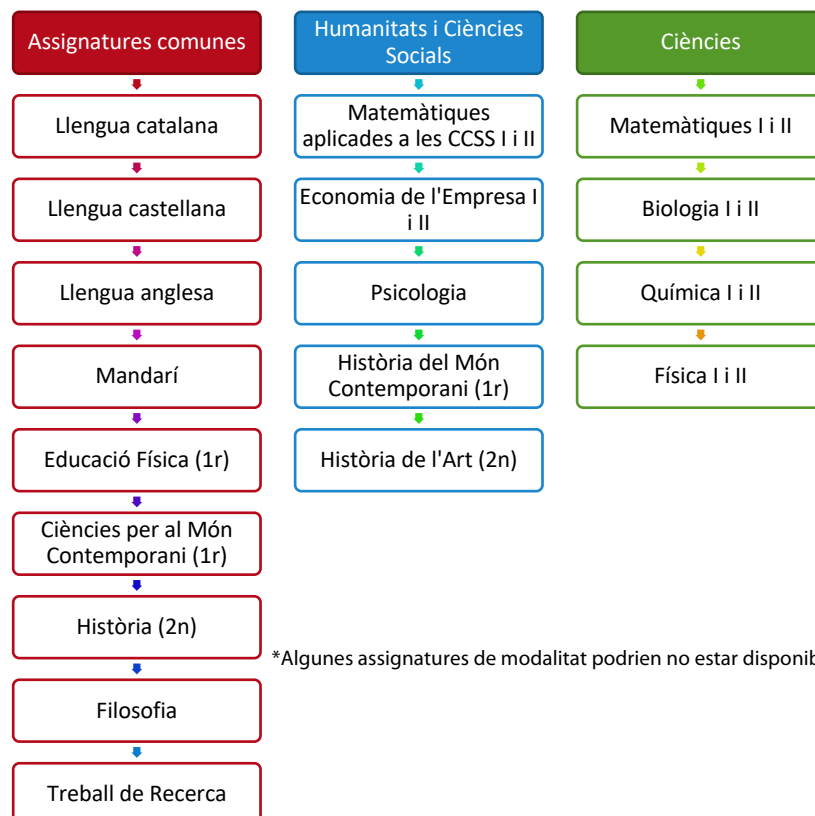 Assignatures comunes
Llengua catalana
Llengua castellana
Llengua anglesa
Mandarí
Educació Física (1r)
Ciències per al Món
Contemporani (1r)
Història (2n)
Filosofia
Treball de Recerca
Humanitats i Ciències
Socials
Matemàtiques
aplicades a les CCSS I i II
Economia de l'Empresa I
i II
Psicologia
Història del Món
Contemporani (1r)
Història de l'Art (2n)
Ciències
Matemàtiques I i II
Biologia I i II
Química I i II
Física I i II
*Algunes assignatures de modalitat podrien no estar